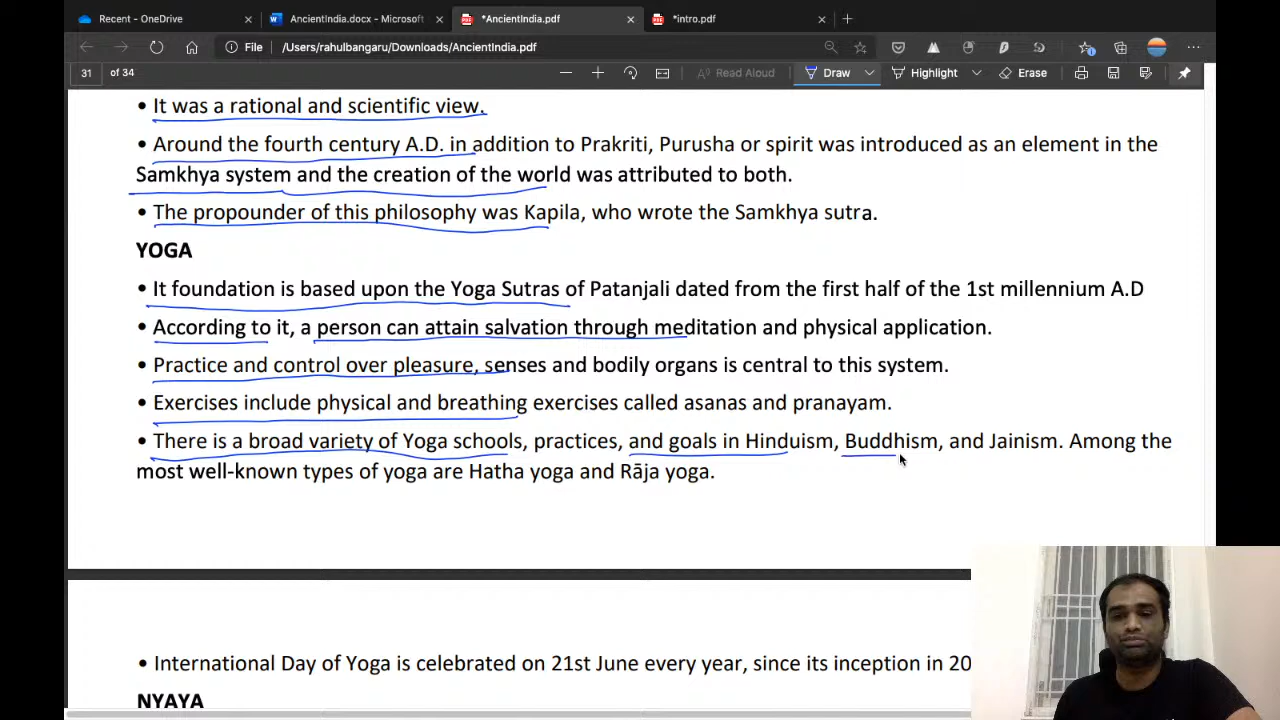 Recent - OneDrive
AncientIndia.docx - Microsoft
*AncientIndia.pdf
*intro.pdf
File
/Users/rahulbangaru/Downloads/AncientIndia.pdf
31 of 34
Read Aloud
Draw
Highlight
Erase
• It was a rational and scientific view.
• Around the fourth century A.D. in addition to Prakriti, Purusha or spirit was introduced as an element in the
Samkhya system and the creation of the world was attributed to both.
• The propounder of this philosophy was Kapila, who wrote the Samkhya sutra.
YOGA
• It foundation is based upon the Yoga Sutras of Patanjali dated from the first half of the 1st millennium A.D
• According to it, a person can attain salvation through meditation and physical application.
• Practice and control over pleasure, senses and bodily organs is central to this system.
• Exercises include physical and breathing exercises called asanas and pranayam.
• There is a broad variety of Yoga schools, practices, and goals in Hinduism, Buddhism, and Jainism. Among the
most well-known types of yoga are Hatha yoga and Rāja yoga.
• International Day of Yoga is celebrated on 21st June every year, since its inception in 20
NYAYA